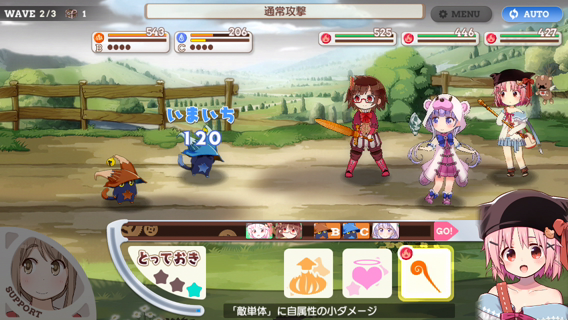 WAVE 2/3 1
通常攻撃
MENU
AUTO
543
B
206
C
525
446
427
いまいち
120
B
C
GO!
とっておき
SUPPORT
「敵単体」に自属性の小ダメージ